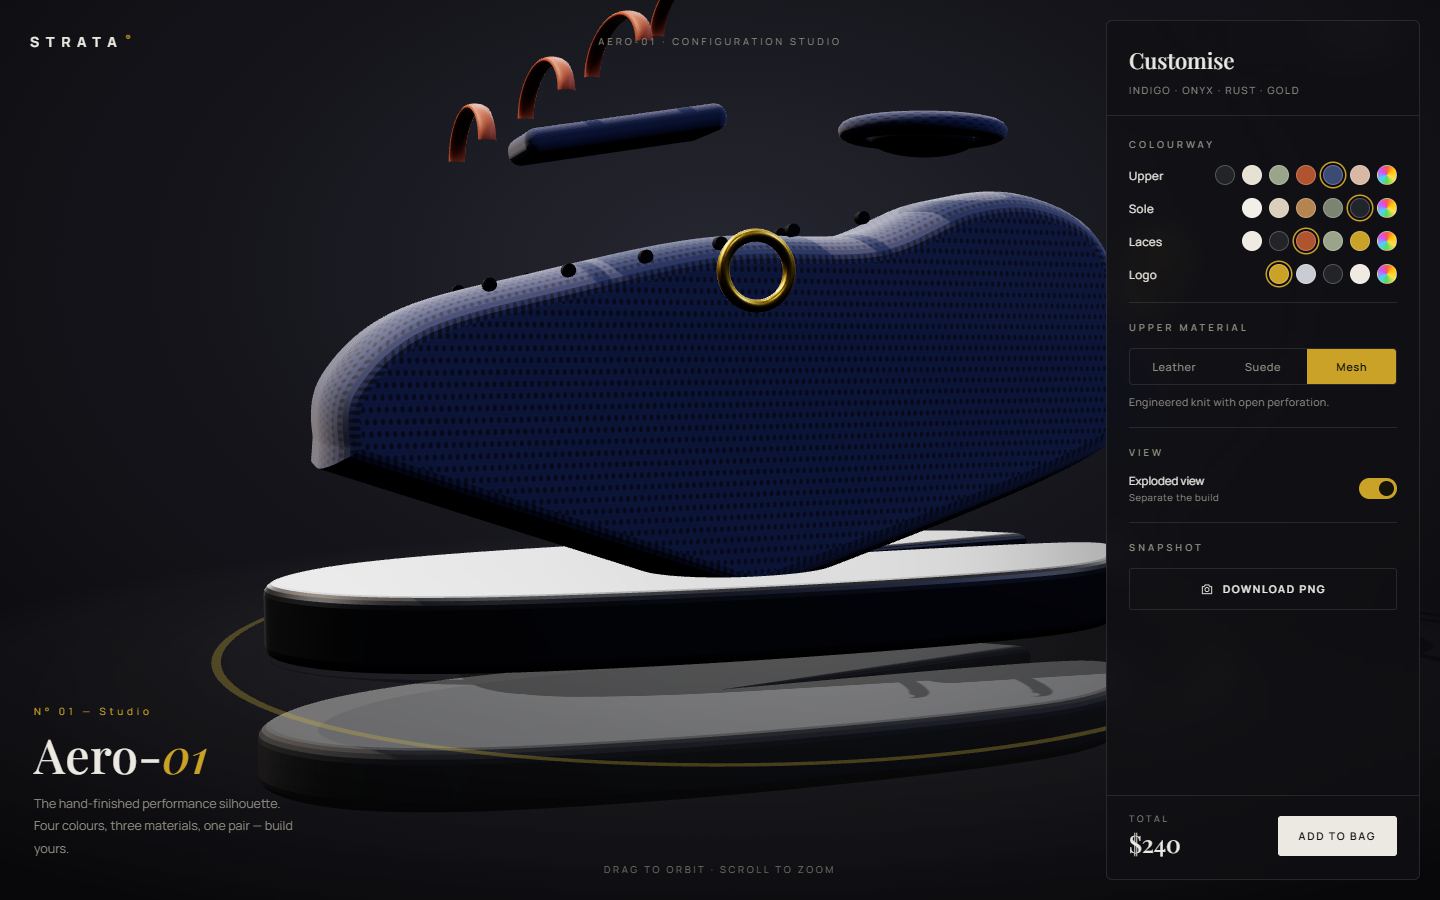 STRATA°
AERO-01 · CONFIGURATION STUDIO
Customise
INDIGO · ONYX · RUST · GOLD
COLOURWAY
Upper
Sole
Laces
Logo
UPPER MATERIAL
Leather Suede Mesh
Engineered knit with open perforation.
VIEW
Exploded view
Separate the build
SNAPSHOT
DOWNLOAD PNG
N° 01 — Studio
Aero-01
The hand-finished performance silhouette.
Four colours, three materials, one pair — build
yours.
DRAG TO ORBIT · SCROLL TO ZOOM
TOTAL
$240
ADD TO BAG